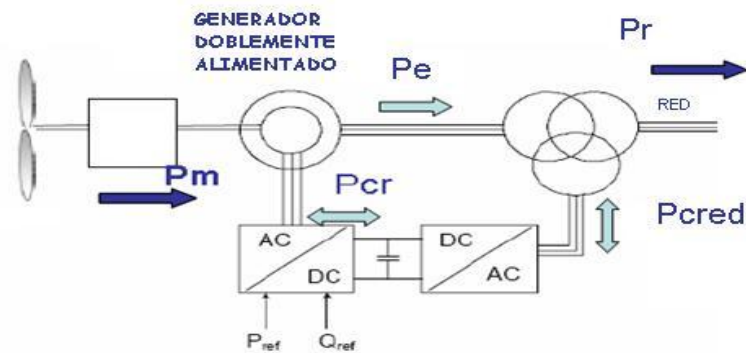 GENERADOR
DOBLEMENTE
ALIMENTADO
Pe
Pr
RED
Pm
Pcr
Pcred
AC
DC
DC
AC
Pref
Qref